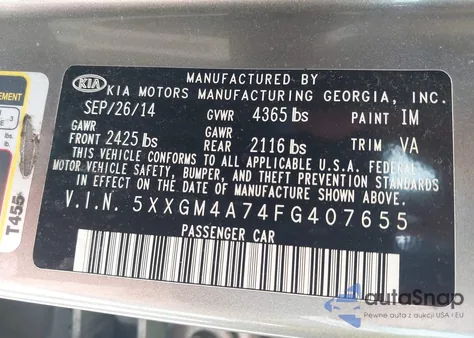 MANUFACTURED BY
KIA KIA MOTORS MANUFACTURING GEORGIA, INC.
SEP/26/14 GVWR 4365 lbs PAINT IM
GAWR FRONT 2425 lbs GAWR REAR 2116 lbs TRIM VA
THIS VEHICLE CONFORMS TO ALL APPLICABLE U.S.A. FEDERAL
MOTOR VEHICLE SAFETY, BUMPER, AND THEFT PREVENTION STANDARDS
IN EFFECT ON THE DATE OF MANUFACTURE SHOWN ABOVE.
V.I.N. 5XXGM4A74FG407655
PASSENGER CAR
T455
autoSnap
Pewne auta z aukcji USA i EU